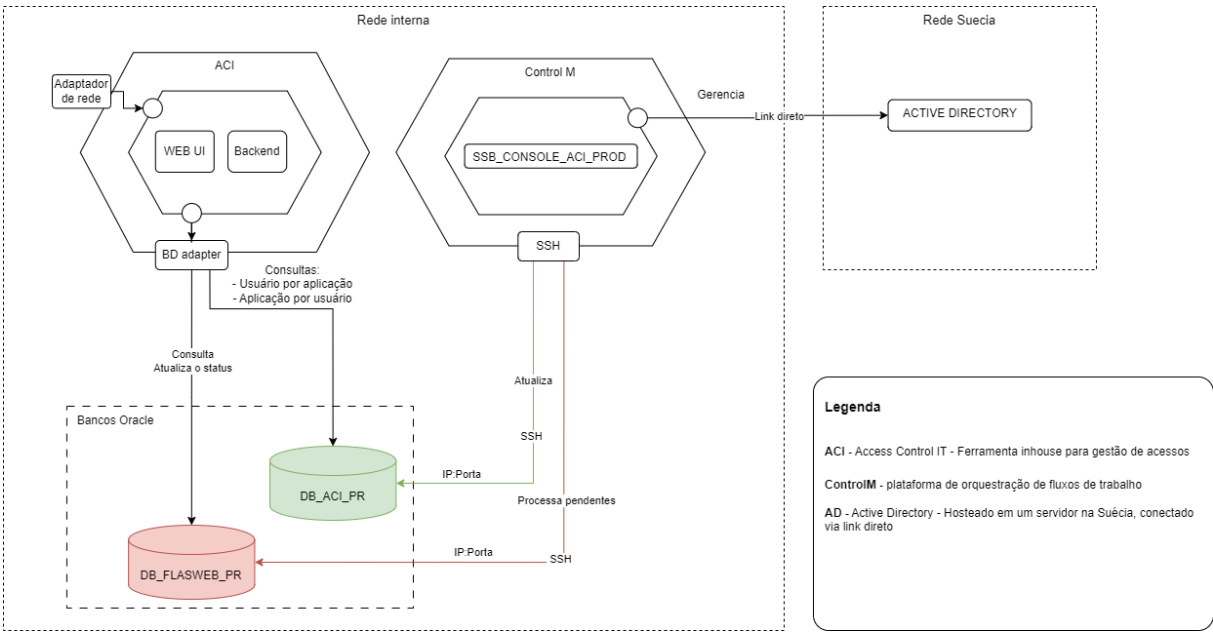 Rede interna
Rede Suecia
ACI
Control M
Adaptador
de rede
WEB UI
Backend
SSB_CONSOLE_ACI_PROD
Gerencia
Link direto
ACTIVE DIRECTORY
BD adapter
SSH
Consultas:
- Usuário por aplicação
- Aplicação por usuário
Consulta
Atualiza o status
Atualiza
SSH
Bancos Oracle
IP:Porta
DB_ACI_PR
Processa pendentes
IP:Porta
SSH
DB_FLASWEB_PR
Legenda
ACI - Access Control IT - Ferramenta inhouse para gestão de acessos
ControlM - plataforma de orquestração de fluxos de trabalho
AD - Active Directory - Hosteado em um servidor na Suécia, conectado
via link direto